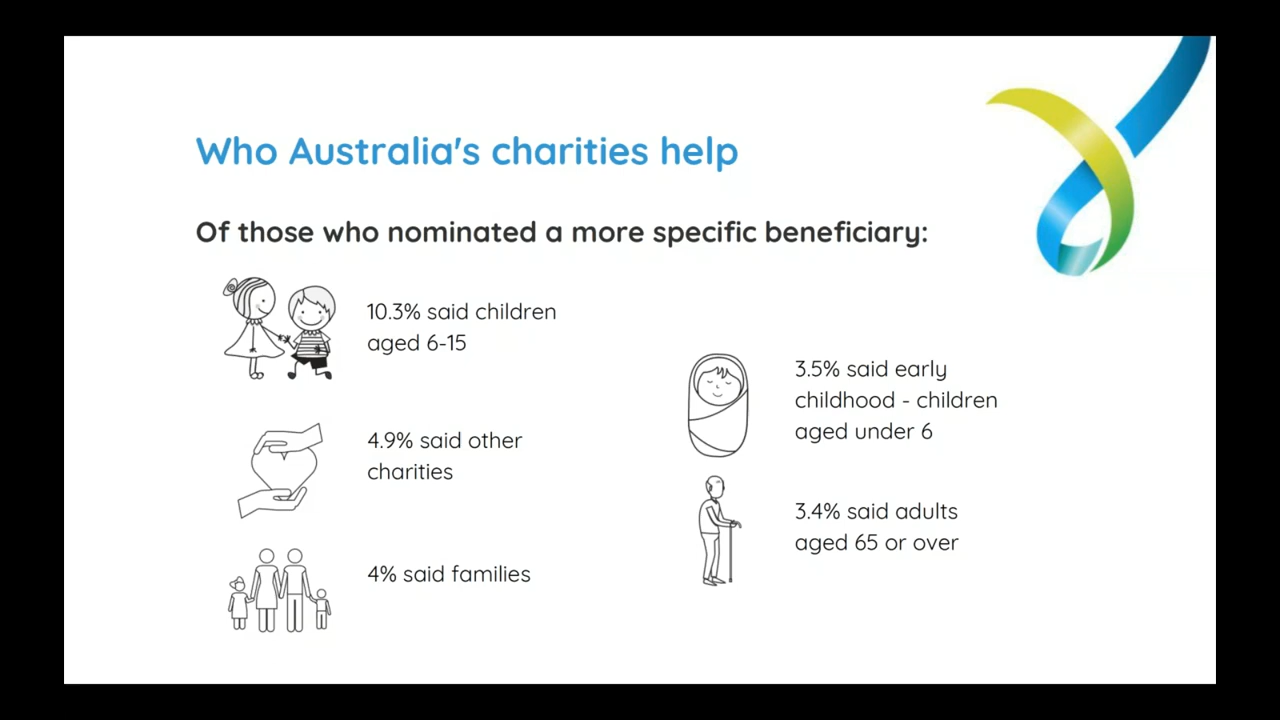 Who Australia's charities help
Of those who nominated a more specific beneficiary:
10.3% said children
aged 6-15
4.9% said other
charities
4% said families
3.5% said early
childhood - children
aged under 6
3.4% said adults
aged 65 or over